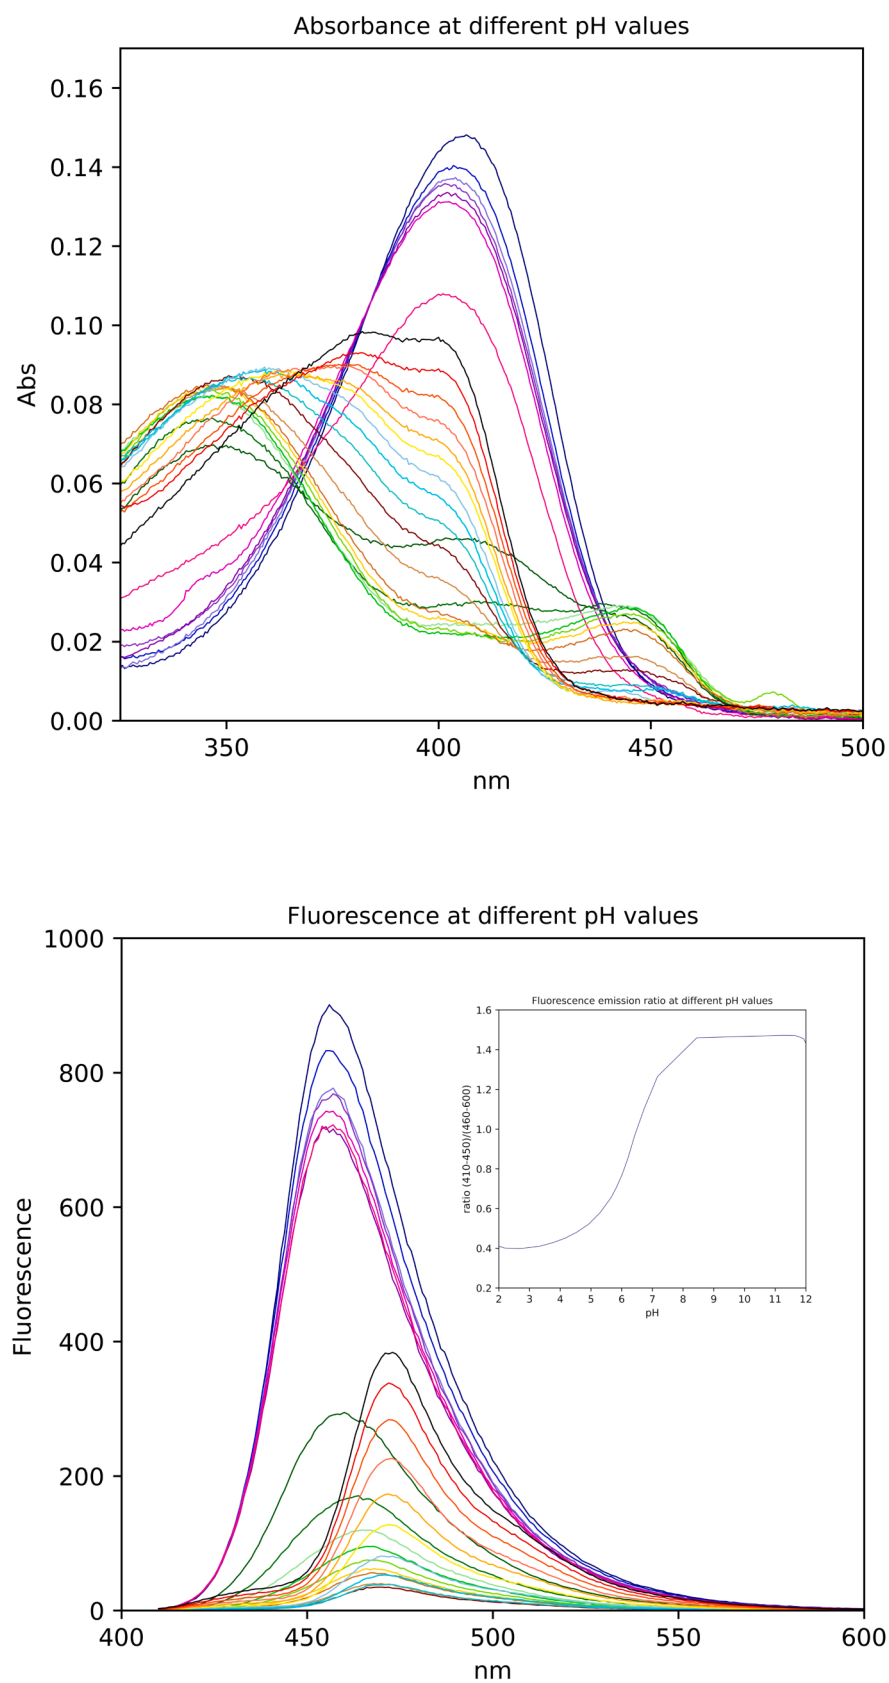 Absorbance at different pH values
0.16
0.14
0.12
0.10
0.08
0.06
0.04
0.02
0.00
Abs
350 400 450 500
nm
Fluorescence at different pH values
1000
800
600
400
200
0
Fluorescence
400 450 500 550 600
nm
Fluorescence emission ratio at different pH values
1.6
1.4
1.2
1.0
0.8
0.6
0.4
0.2
ratio (410-450)/(460-600)
2 3 4 5 6 7 8 9 10 11 12
pH